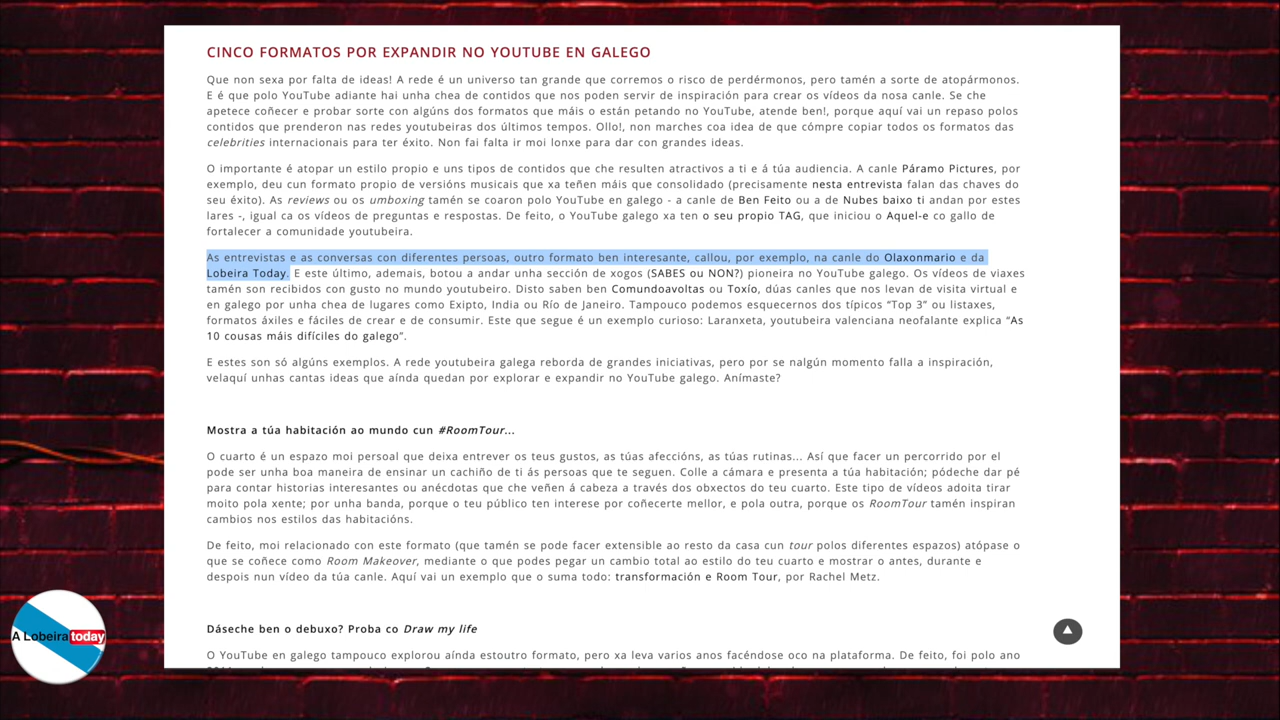 CINCO FORMATOS POR EXPANDIR NO YOUTUBE EN GALEGO
Que non sexa por falta de ideas! A rede é un universo tan grande que corremos o risco de perdérmonos, pero tamén a sorte de atopármonos.
E é que polo YouTube adiante hai unha chea de contidos que nos poden servir de inspiración para crear os vídeos da nosa canle. Se che
apetece coñecer e probar sorte con algúns dos formatos que máis o están petando no YouTube, atende ben!, porque aquí vai un repaso polos
contidos que prenderon nas redes youtubeiras dos últimos tempos. Ollo!, non marches coa idea de que cómpre copiar todos os formatos das
celebrities internacionais para ter éxito. Non fai falta ir moi lonxe para dar con grandes ideas.
O importante é atopar un estilo propio e uns tipos de contidos que che resulten atractivos a ti e á túa audiencia. A canle Páramo Pictures, por
exemplo, deu cun formato propio de versións musicais que xa teñen máis que consolidado (precisamente nesta entrevista falan das chaves do
seu éxito). As reviews ou os umboxing tamén se coaron polo YouTube en galego - a canle de Ben Feito ou a de Nubes baixo ti andan por estes
lares -, igual ca os vídeos de preguntas e respostas. De feito, o YouTube galego xa ten o seu propio TAG, que iniciou o Aquel-e co gallo de
fortalecer a comunidade youtubeira.
As entrevistas e as conversas con diferentes persoas, outro formato ben interesante, callou, por exemplo, na canle do Olaxonmario e da
Lobeira Today. E este último, ademais, botou a andar unha sección de xogos (SABES ou NON?) pioneira no YouTube galego. Os vídeos de viaxes
tamén son recibidos con gusto no mundo youtubeiro. Disto saben ben Comundoavoltas ou Toxío, dúas canles que nos levan de visita virtual e
en galego por unha chea de lugares como Exipto, India ou Río de Janeiro. Tampouco podemos esquecernos dos típicos “Top 3” ou listaxes,
formatos áxiles e fáciles de crear e de consumir. Este que segue é un exemplo curioso: Laranxeta, youtubeira valenciana neofalante explica “As
10 cousas máis difíciles do galego”.
E estes son só algúns exemplos. A rede youtubeira galega reborda de grandes iniciativas, pero por se nalgún momento falla a inspiración,
velaquí unhas cantas ideas que aínda quedan por explorar e expandir no YouTube galego. Anímaste?
Mostra a túa habitación ao mundo cun #RoomTour...
O cuarto é un espazo moi persoal que deixa entrever os teus gustos, as túas afeccións, as túas rutinas... Así que facer un percorrido por el
pode ser unha boa maneira de ensinar un cachiño de ti ás persoas que te seguen. Colle a cámara e presenta a túa habitación; pódeche dar pé
para contar historias interesantes ou anécdotas que che veñen á cabeza a través dos obxectos do teu cuarto. Este tipo de vídeos adoita tirar
moito pola xente; por unha banda, porque o teu público ten interese por coñecerte mellor, e pola outra, porque os RoomTour tamén inspiran
cambios nos estilos das habitacións.
De feito, moi relacionado con este formato (que tamén se pode facer extensible ao resto da casa cun tour polos diferentes espazos) atópase o
que se coñece como Room Makeover, mediante o que podes pegar un cambio total ao estilo do teu cuarto e mostrar o antes, durante e
despois nun vídeo da túa canle. Aquí vai un exemplo que o suma todo: transformación e Room Tour, por Rachel Metz.
A Lobeira today
Dáseche ben o debuxo? Proba co Draw my life
O YouTube en galego tampouco explorou aínda estoutro formato, pero xa leva varios anos facéndose oco na plataforma. De feito, foi polo ano